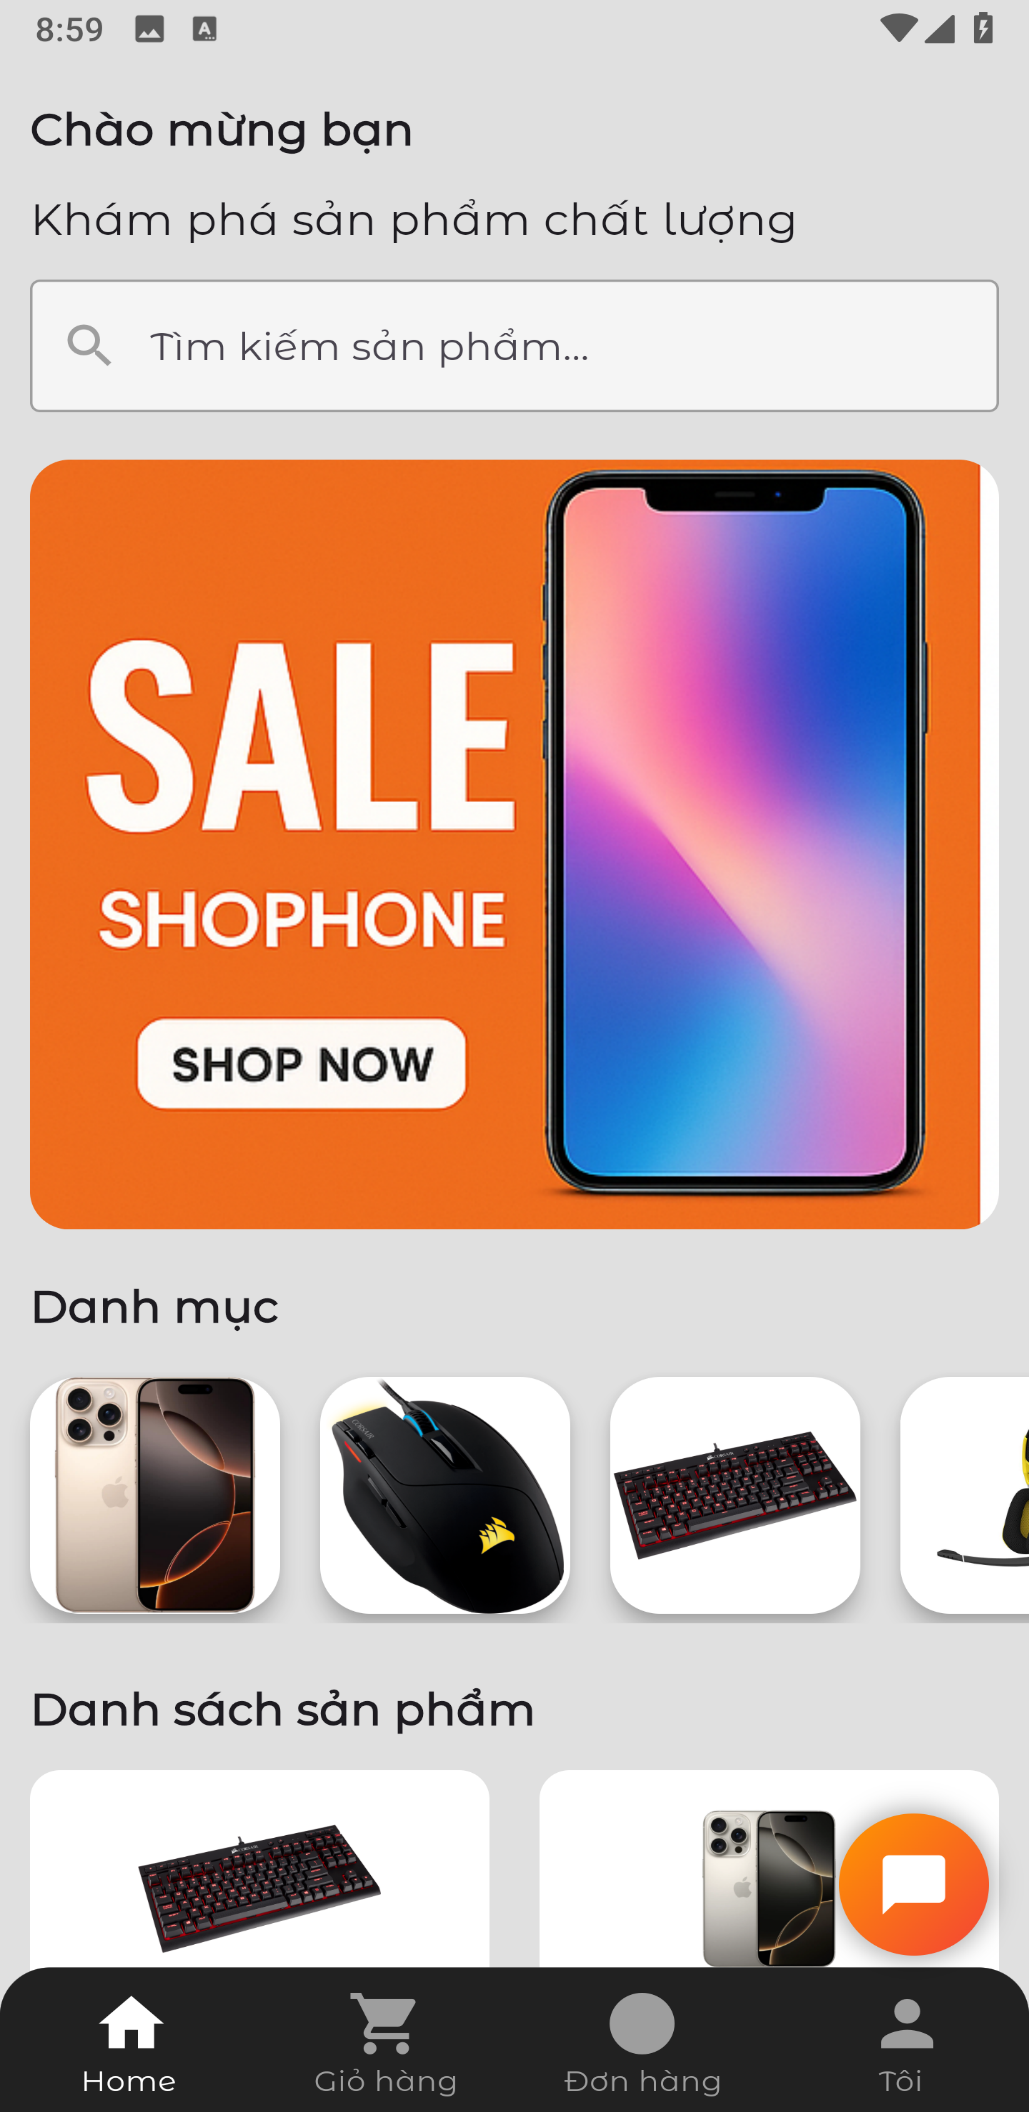 8:59
Chào mừng bạn
Khám phá sản phẩm chất lượng
Tìm kiếm sản phẩm...
SALE
SHOPHONE
SHOP NOW
Danh mục
Danh sách sản phẩm
Home
Giỏ hàng
Đơn hàng
Tôi